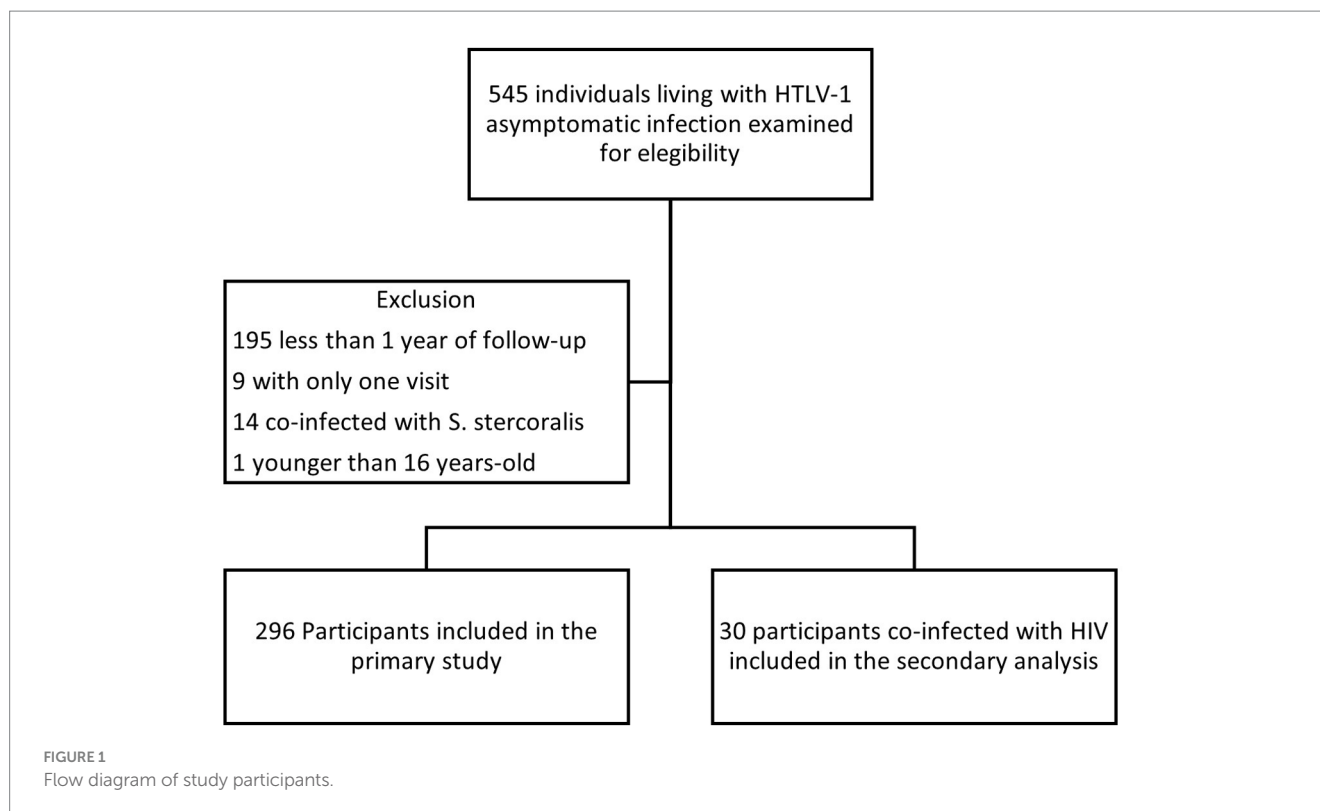 545 individuals living with HTLV-1
asymptomatic infection examined
for elegibility
Exclusion
195 less than 1 year of follow-up
9 with only one visit
14 co-infected with S. stercoralis
1 younger than 16 years-old
296 Participants included in the
primary study
30 participants co-infected with HIV
included in the secondary analysis
FIGURE 1
Flow diagram of study participants.